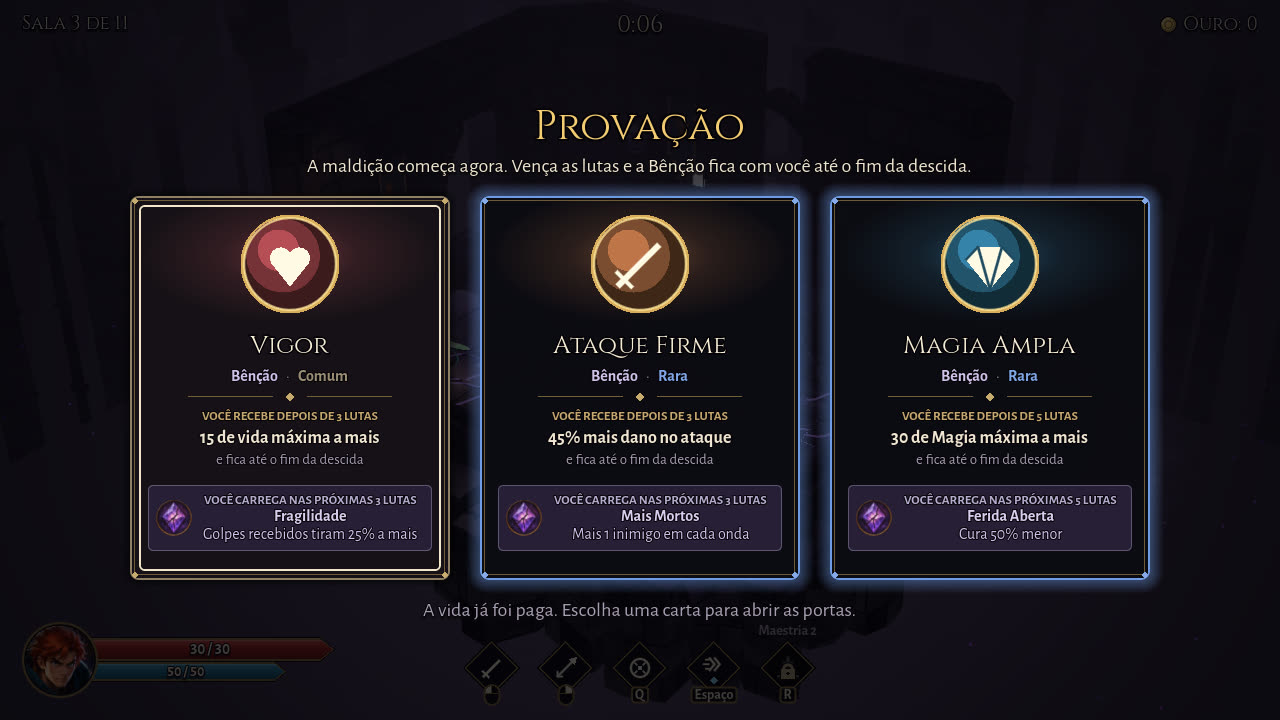 Sala 3 de 11
0:06
Ouro: 0
Provação
A maldição começa agora. Vença as lutas e a Bênção fica com você até o fim da descida.
Vigor
Bênção · Comum
VOCÊ RECEBE DEPOIS DE 3 LUTAS
15 de vida máxima a mais
e fica até o fim da descida
VOCÊ CARREGA NAS PRÓXIMAS 3 LUTAS
Fragilidade
Golpes recebidos tiram 25% a mais
Ataque Firme
Bênção · Rara
VOCÊ RECEBE DEPOIS DE 3 LUTAS
45% mais dano no ataque
e fica até o fim da descida
VOCÊ CARREGA NAS PRÓXIMAS 3 LUTAS
Mais Mortos
Mais 1 inimigo em cada onda
Magia Ampla
Bênção · Rara
VOCÊ RECEBE DEPOIS DE 5 LUTAS
30 de Magia máxima a mais
e fica até o fim da descida
VOCÊ CARREGA NAS PRÓXIMAS 5 LUTAS
Ferida Aberta
Cura 50% menor
A vida já foi paga. Escolha uma carta para abrir as portas.
Maestria 2
30 / 30
50 / 50
Q
Espaço
R